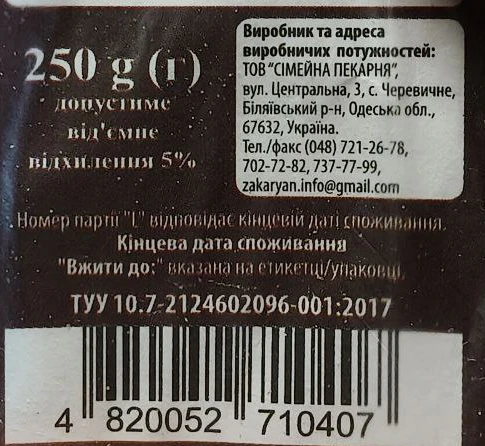 250 g (г)
допустиме
від'ємне
відхилення 5%
Виробник та адреса
виробничих потужностей:
ТОВ "СІМЕЙНА ПЕКАРНЯ",
вул. Центральна, 3, с. Черевичне,
Біляївський р-н, Одеська обл.,
67632, Україна.
Тел./факс (048) 721-26-78,
702-72-82, 737-77-99,
zakaryan.info@gmail.com
Номер партії "L" відповідає кінцевій даті споживання.
Кінцева дата споживання
"Вжити до:" вказана на етикетці/упаковці.
ТУУ 10.7-2124602096-001:2017
4 820052 710407